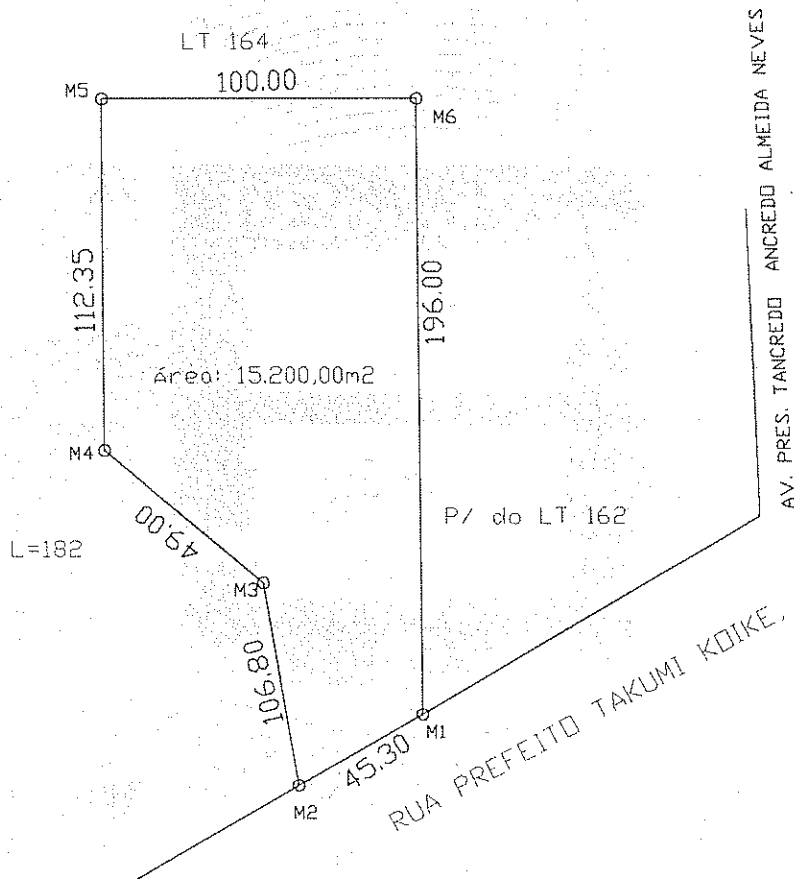 LT 164
100.00
M5
M6
AV. PRES. TANCREDO ANCREDO ALMEIDA NEVES
112.35
196.00
área: 15.200,00m2
M4
49.00
P/ do LT 162
L=182
M3
106.80
M1
45.30
M2
RUA PREFEITO TAKUMI KOIKE,